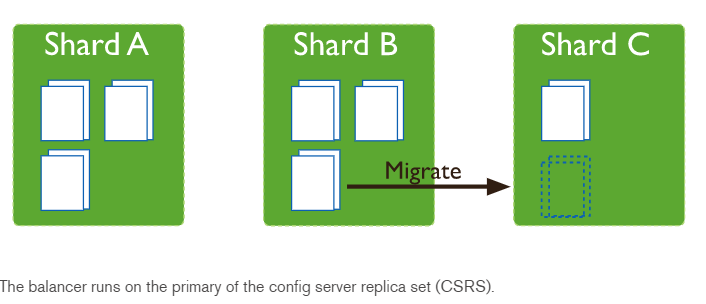 Shard A
Shard B
Shard C
Migrate
The balancer runs on the primary of the config server replica set (CSRS).